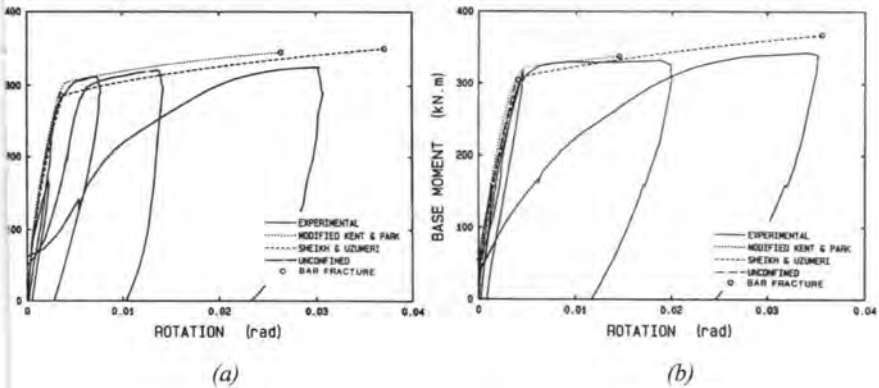 400
300
200
100
0
0
0.01
0.02
0.03
0.04
ROTATION (rad)
EXPERIMENTAL
MODIFIED KENT & PARK
SHEIKH & UZUMERI
UNCONFINED
BAR FRACTURE
(a)
BASE MOMENT (kN.m)
400
300
200
100
0
0
0.01
0.02
0.03
0.04
ROTATION (rad)
EXPERIMENTAL
MODIFIED KENT & PARK
SHEIKH & UZUMERI
UNCONFINED
BAR FRACTURE
(b)